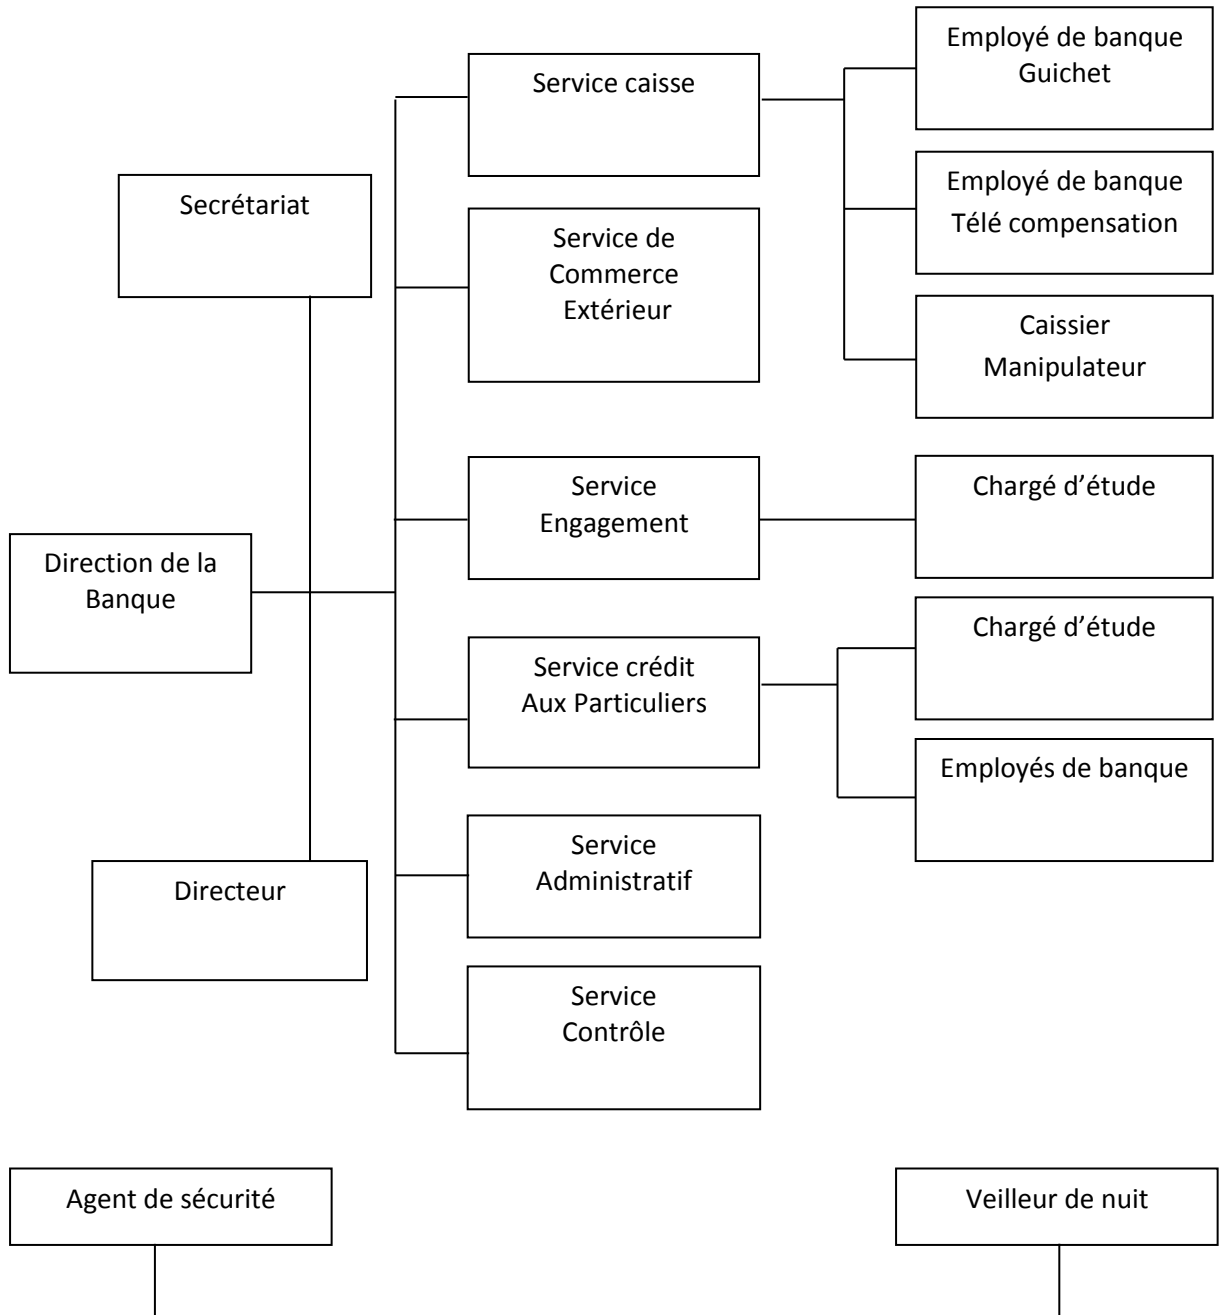 Employé de banque
Guichet
Service caisse
Employé de banque
Télé compensation
Secrétariat
Service de
Commerce
Extérieur
Caissier
Manipulateur
Service
Engagement
Chargé d’étude
Direction de la
Banque
Service crédit
Aux Particuliers
Chargé d’étude
Employés de banque
Service
Administratif
Directeur
Service
Contrôle
Agent de sécurité
Veilleur de nuit